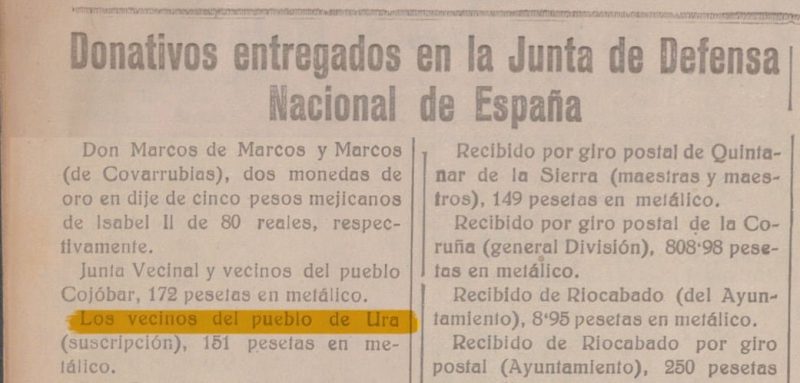 Donativos entregados en la Junta de Defensa
Nacional de España
Don Marcos de Marcos y Marcos
(de Covarrubias), dos monedas de
oro en dije de cinco pesos mejicanos
de Isabel II de 80 reales, respec-
tivamente.
Junta Vecinal y vecinos del pueblo
Cojóbar, 172 pesetas en metálico.
Los vecinos del pueblo de Ura
(suscripción), 151 pesetas en me-
tálico.
Recibido por giro postal de Quinta-
nar de la Sierra (maestras y maes-
tros), 149 pesetas en metálico.
Recibido por giro postal de la Co-
ruña (general División), 808'98 pese-
tas en metálico.
Recibido de Riocabado (del Ayun-
tamiento), 8'95 pesetas en metálico.
Recibido de Riocabado por giro
postal (Ayuntamiento), 250 pesetas